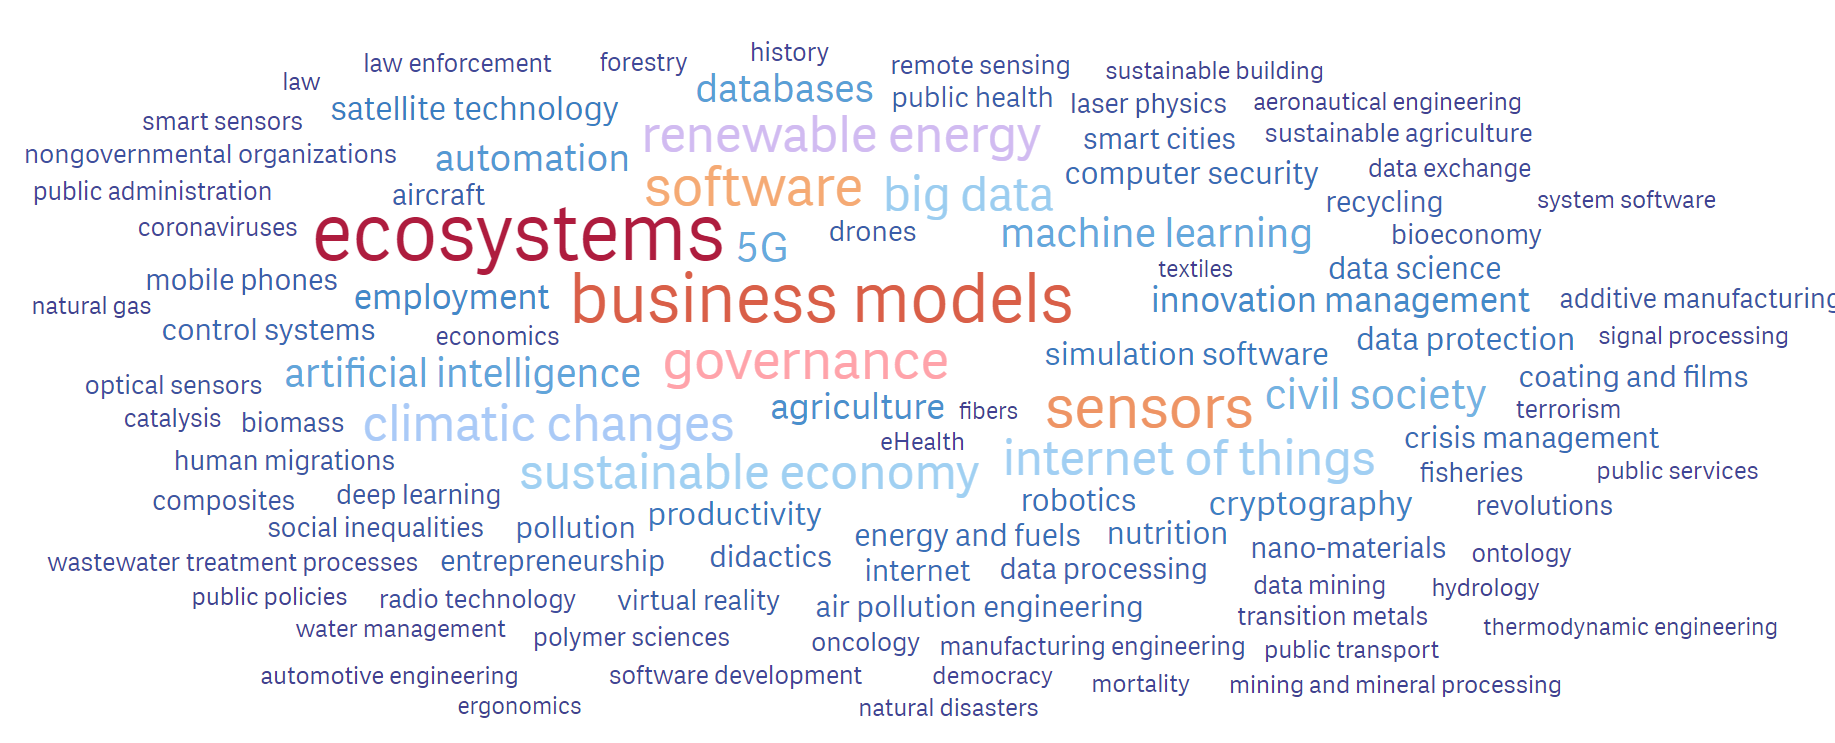 history
law enforcement
forestry
remote sensing
sustainable building
law
databases
public health
laser physics
aeronautical engineering
satellite technology
smart sensors
renewable energy
smart cities
sustainable agriculture
nongovernmental organizations
automation
computer security
data exchange
public administration
aircraft
software
big data
recycling
system software
coronaviruses
ecosystems
5G
drones
machine learning
bioeconomy
textiles
data science
mobile phones
natural gas
employment
business models
innovation management
additive manufacturing
control systems
economics
data protection
signal processing
simulation software
optical sensors
artificial intelligence
governance
coating and films
civil society
catalysis
biomass
climatic changes
agriculture
fibers
sensors
terrorism
eHealth
crisis management
human migrations
sustainable economy
internet of things
fisheries
public services
composites
deep learning
robotics
cryptography
revolutions
social inequalities
pollution
productivity
energy and fuels
nutrition
nano-materials
ontology
wastewater treatment processes
entrepreneurship
didactics
internet
data processing
data mining
hydrology
public policies
radio technology
virtual reality
air pollution engineering
transition metals
thermodynamic engineering
water management
polymer sciences
oncology
manufacturing engineering
public transport
automotive engineering
software development
democracy
mortality
mining and mineral processing
ergonomics
natural disasters